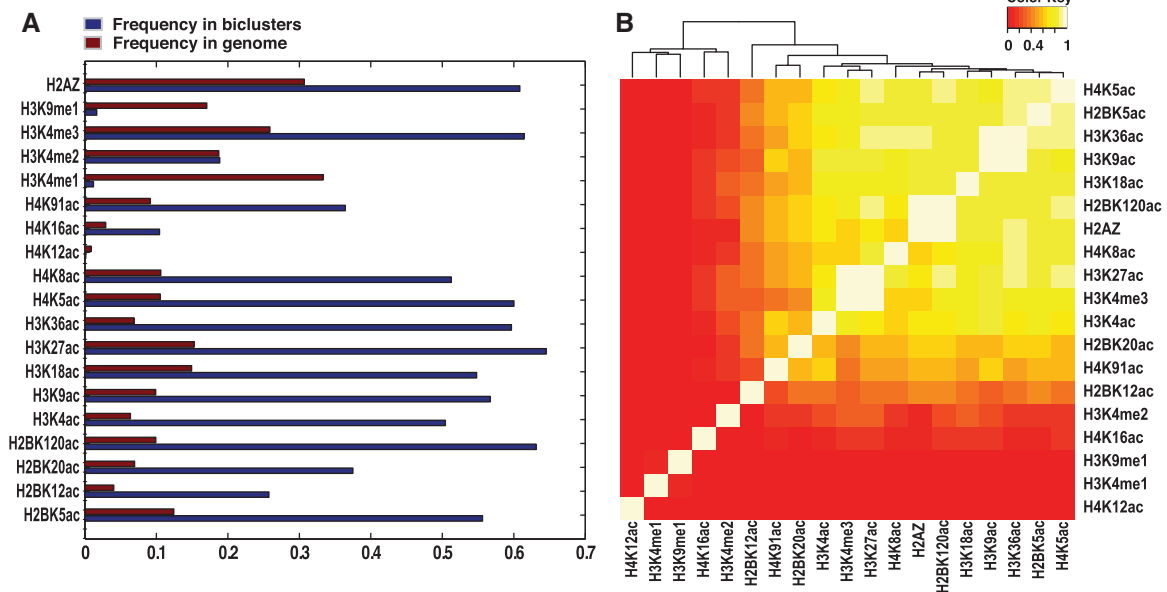 A
Frequency in biclusters
Frequency in genome
H2AZ
H3K9me1
H3K4me3
H3K4me2
H3K4me1
H4K91ac
H4K16ac
H4K12ac
H4K8ac
H4K5ac
H3K36ac
H3K27ac
H3K18ac
H3K9ac
H3K4ac
H2BK120ac
H2BK20ac
H2BK12ac
H2BK5ac
0 0.1 0.2 0.3 0.4 0.5 0.6 0.7
B
Color Key
0 0.4 1
H4K5ac
H2BK5ac
H3K36ac
H3K9ac
H3K18ac
H2BK120ac
H2AZ
H4K8ac
H3K27ac
H3K4me3
H3K4ac
H2BK20ac
H4K91ac
H2BK12ac
H3K4me2
H4K16ac
H3K9me1
H3K4me1
H4K12ac
H4K12ac
H3K4me1
H3K9me1
H4K16ac
H3K4me2
H2BK12ac
H4K91ac
H2BK20ac
H3K4ac
H3K4me3
H3K27ac
H4K8ac
H2AZ
H2BK120ac
H3K18ac
H3K9ac
H3K36ac
H2BK5ac
H4K5ac